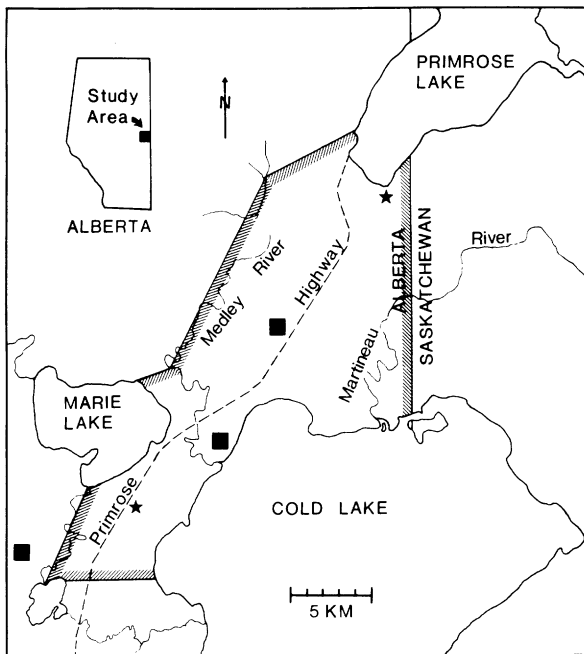 PRIMROSE
LAKE
Study
Area
N
ALBERTA
ALBERTA
SASKATCHEWAN
River
Medley
River
Highway
Martineau
MARIE
LAKE
Primrose
COLD LAKE
5 KM